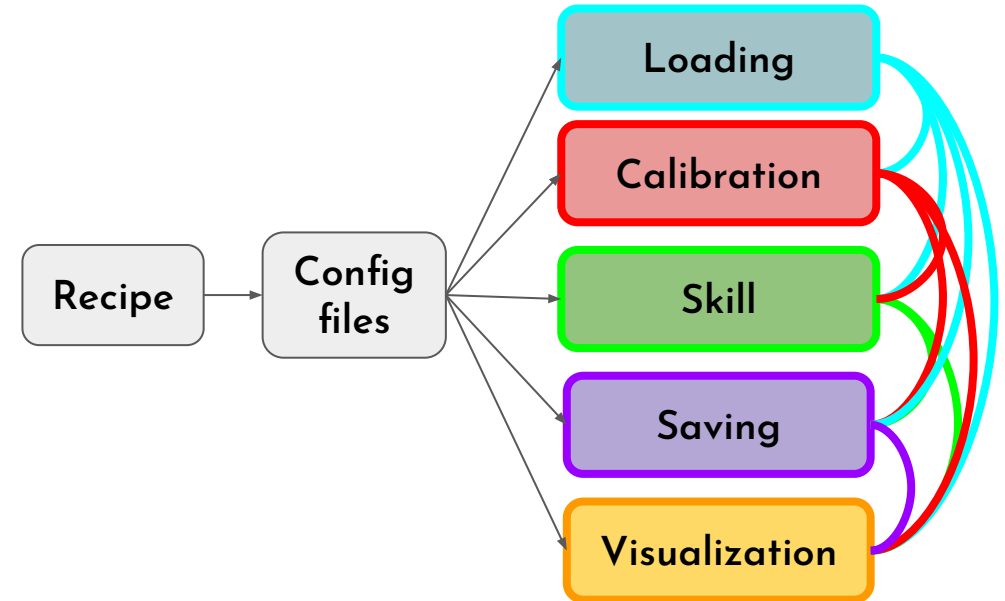 Recipe
Config
files
Loading
Calibration
Skill
Saving
Visualization